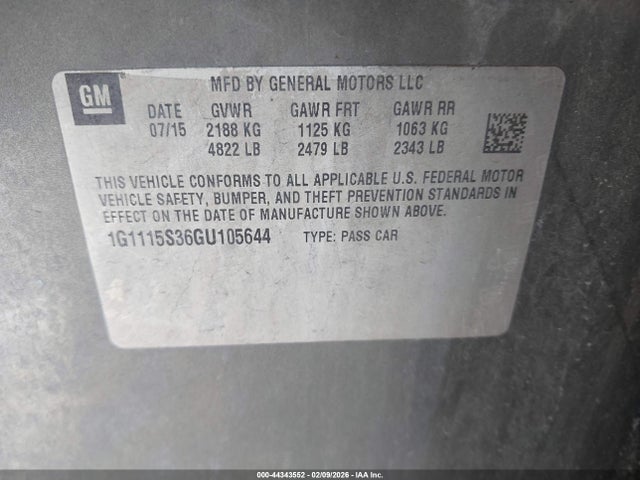 GM
MFD BY GENERAL MOTORS LLC
DATE GVWR GAWR FRT GAWR RR
07/15 2188 KG 1125 KG 1063 KG
4822 LB 2479 LB 2343 LB
THIS VEHICLE CONFORMS TO ALL APPLICABLE U.S. FEDERAL MOTOR
VEHICLE SAFETY, BUMPER, AND THEFT PREVENTION STANDARDS IN
EFFECT ON THE DATE OF MANUFACTURE SHOWN ABOVE.
1G1115S36GU105644 TYPE: PASS CAR
000-44343552 - 02/09/2026 - IAA Inc.